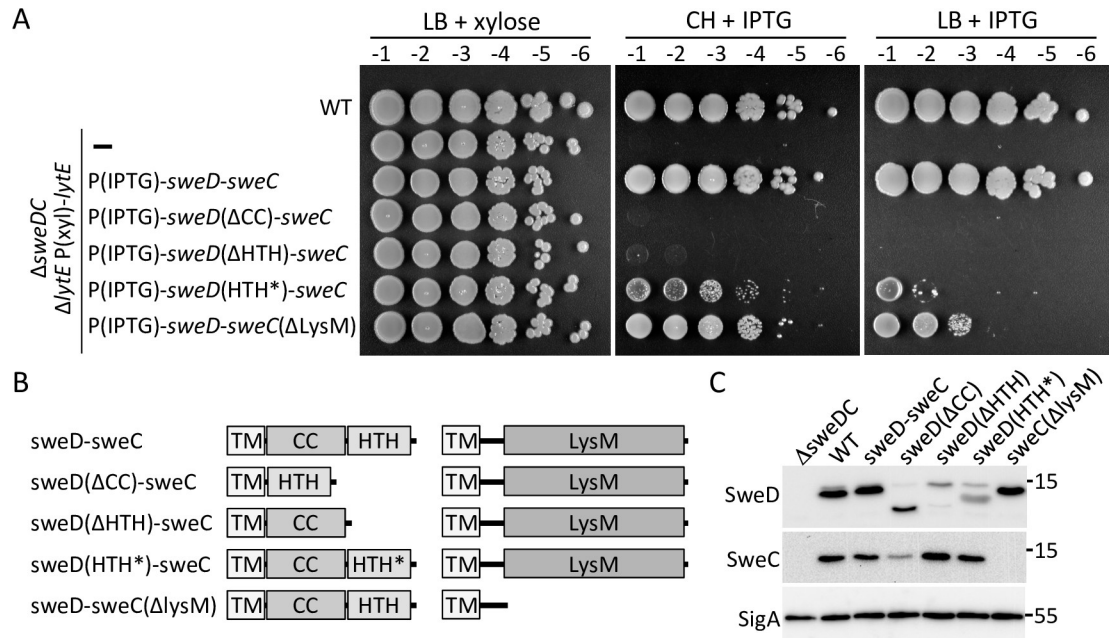 A
LB + xylose CH + IPTG LB + IPTG
-1 -2 -3 -4 -5 -6 -1 -2 -3 -4 -5 -6 -1 -2 -3 -4 -5 -6
WT
ΔsweDC
ΔlytE P(xyl)-lytE
–
P(IPTG)-sweD-sweC
P(IPTG)-sweD(ΔCC)-sweC
P(IPTG)-sweD(ΔHTH)-sweC
P(IPTG)-sweD(HTH*)-sweC
P(IPTG)-sweD-sweC(ΔLysM)
B
sweD-sweC TM CC HTH TM LysM
sweD(ΔCC)-sweC TM HTH TM LysM
sweD(ΔHTH)-sweC TM CC TM LysM
sweD(HTH*)-sweC TM CC HTH* TM LysM
sweD-sweC(ΔlysM) TM CC HTH TM
C
ΔsweDC
WT
sweD-sweC
sweD(ΔCC)
sweD(ΔHTH)
sweD(HTH*)
sweC(ΔlysM)
SweD 15
SweC 15
SigA 55